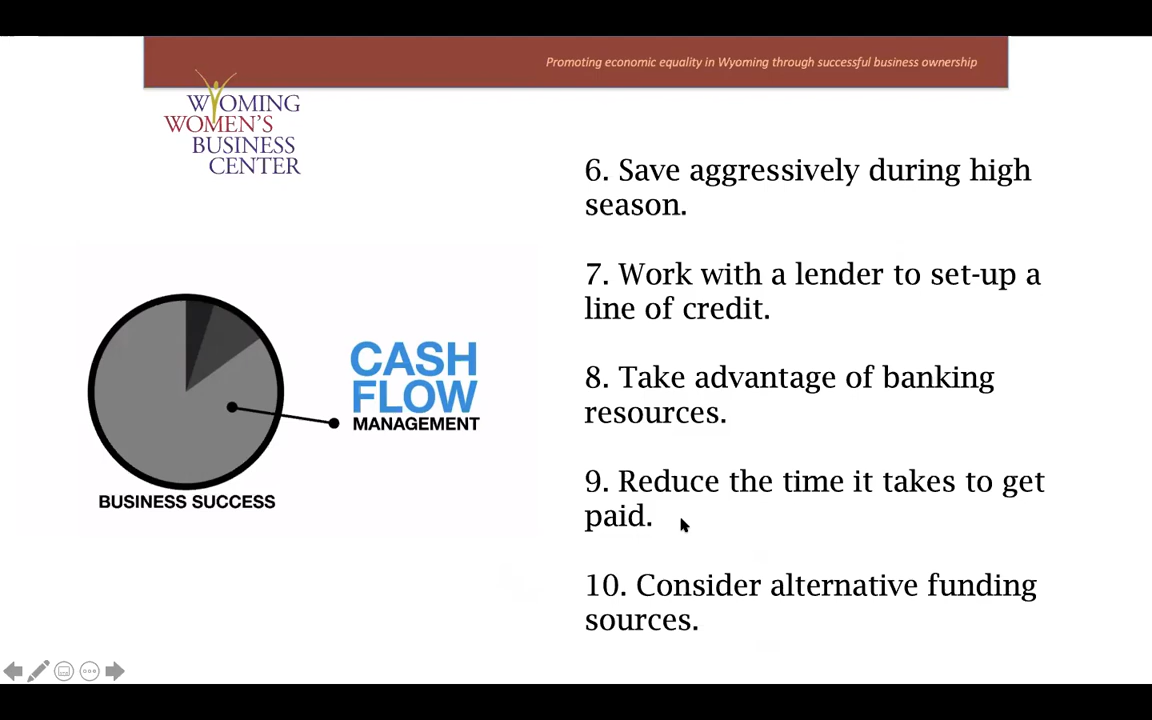 Promoting economic equality in Wyoming through successful business ownership
WYOMING
WOMEN'S
BUSINESS
CENTER
6. Save aggressively during high
season.
7. Work with a lender to set-up a
line of credit.
8. Take advantage of banking
resources.
9. Reduce the time it takes to get
paid.
10. Consider alternative funding
sources.
CASH
FLOW
MANAGEMENT
BUSINESS SUCCESS